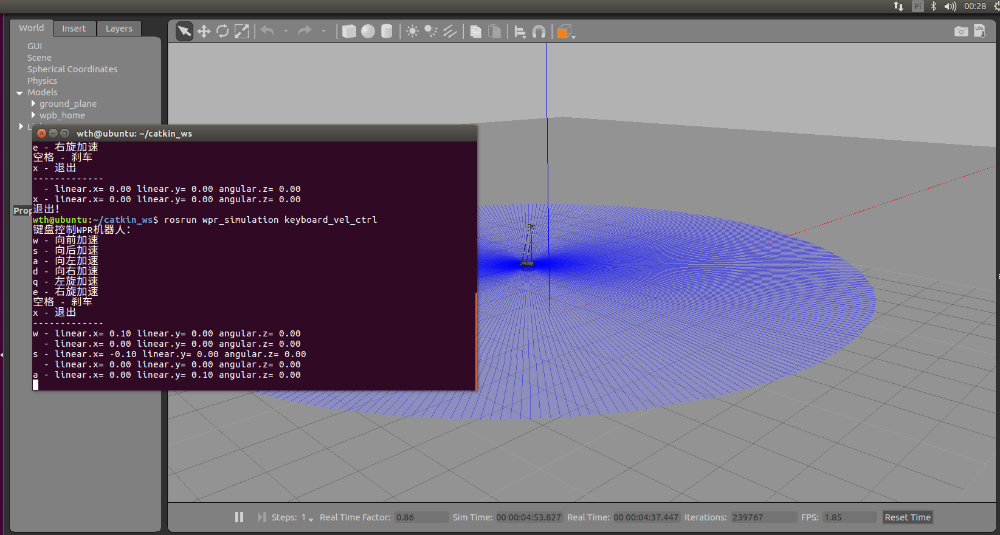 Pi
00:28
World
Insert
Layers
GUI
Scene
Spherical Coordinates
Physics
Models
ground_plane
wpb_home
LOG
wth@ubuntu: ~/catkin_ws
e - 右旋加速
空格 - 刹车
x - 退出
-------------
- linear.x= 0.00 linear.y= 0.00 angular.z= 0.00
x - linear.x= 0.00 linear.y= 0.00 angular.z= 0.00
退出!
wth@ubuntu:~/catkin_ws$ rosrun wpr_simulation keyboard_vel_ctrl
键盘控制WPR机器人:
w - 向前加速
s - 向后加速
a - 向左加速
d - 向右加速
q - 左旋加速
e - 右旋加速
空格 - 刹车
x - 退出
-------------
w - linear.x= 0.10 linear.y= 0.00 angular.z= 0.00
- linear.x= 0.00 linear.y= 0.00 angular.z= 0.00
s - linear.x= -0.10 linear.y= 0.00 angular.z= 0.00
- linear.x= 0.00 linear.y= 0.00 angular.z= 0.00
a - linear.x= 0.00 linear.y= 0.10 angular.z= 0.00
Steps: 1 Real Time Factor: 0.86 Sim Time: 00 00:04:53.827 Real Time: 00 00:04:37.447 Iterations: 239767 FPS: 1.85 Reset Time